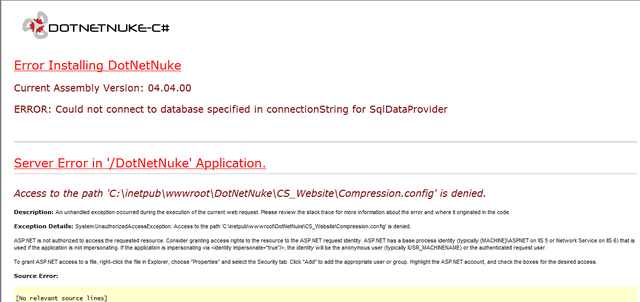 DOTNETNUKE-C#
Error Installing DotNetNuke
Current Assembly Version: 04.04.00
ERROR: Could not connect to database specified in connectionString for SqlDataProvider
Server Error in '/DotNetNuke' Application.
Access to the path 'C:\inetpub\wwwroot\DotNetNuke\CS_Website\Compression.config' is denied.
Description: An unhandled exception occurred during the execution of the current web request. Please review the stack trace for more information about the error and where it originated in the code.
Exception Details: System.UnauthorizedAccessException: Access to the path 'C:\inetpub\wwwroot\DotNetNuke\CS_Website\Compression.config' is denied.
ASP.NET is not authorized to access the requested resource. Consider granting access rights to the resource to the ASP.NET request identity. ASP.NET has a base process identity (typically {MACHINE}\ASPNET on IIS 5 or Network Service on IIS 6) that is
used if the application is not impersonating. If the application is impersonating via <identity impersonate="true"/>, the identity will be the anonymous user (typically IUSR_MACHINENAME) or the authenticated request user.
To grant ASP.NET access to a file, right-click the file in Explorer, choose "Properties" and select the Security tab. Click "Add" to add the appropriate user or group. Highlight the ASP.NET account, and check the boxes for the desired access.
Source Error:
[No relevant source lines]